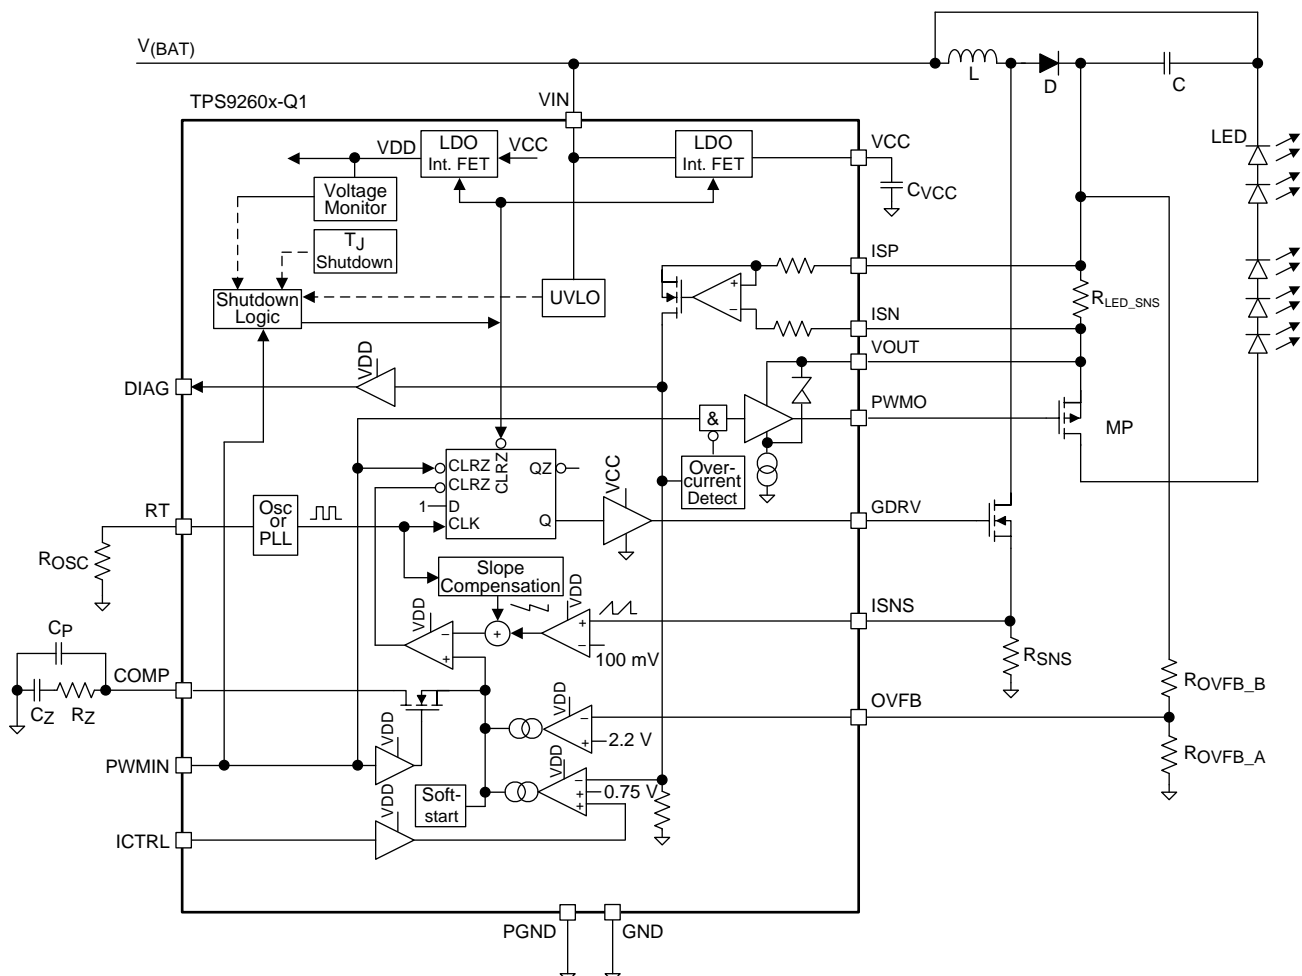 V(BAT)
L
D
C
TPS9260x-Q1
VIN
LED
VDD
LDO
Int. FET
VCC
LDO
Int. FET
VCC
CVCC
Voltage
Monitor
TJ
Shutdown
ISP
Shutdown
Logic
UVLO
+
−
RLED_SNS
ISN
VOUT
VDD
DIAG
PWMO
&
MP
CLRZ
CLRZ
CLRZ
QZ
Over-
current
Detect
VCC
1
D
CLK
Q
RT
Osc
or
PLL
GDRV
ROSC
Slope
Compensation
VDD
VDD
ISNS
−
+
+
+
−
100 mV
RSNS
CP
COMP
CZ
RZ
ROVFB_B
VDD
OVFB
−
+
2.2 V
VDD
PWMIN
VDD
−
+
+
0.75 V
ROVFB_A
Soft-
start
VDD
ICTRL
PGND
GND